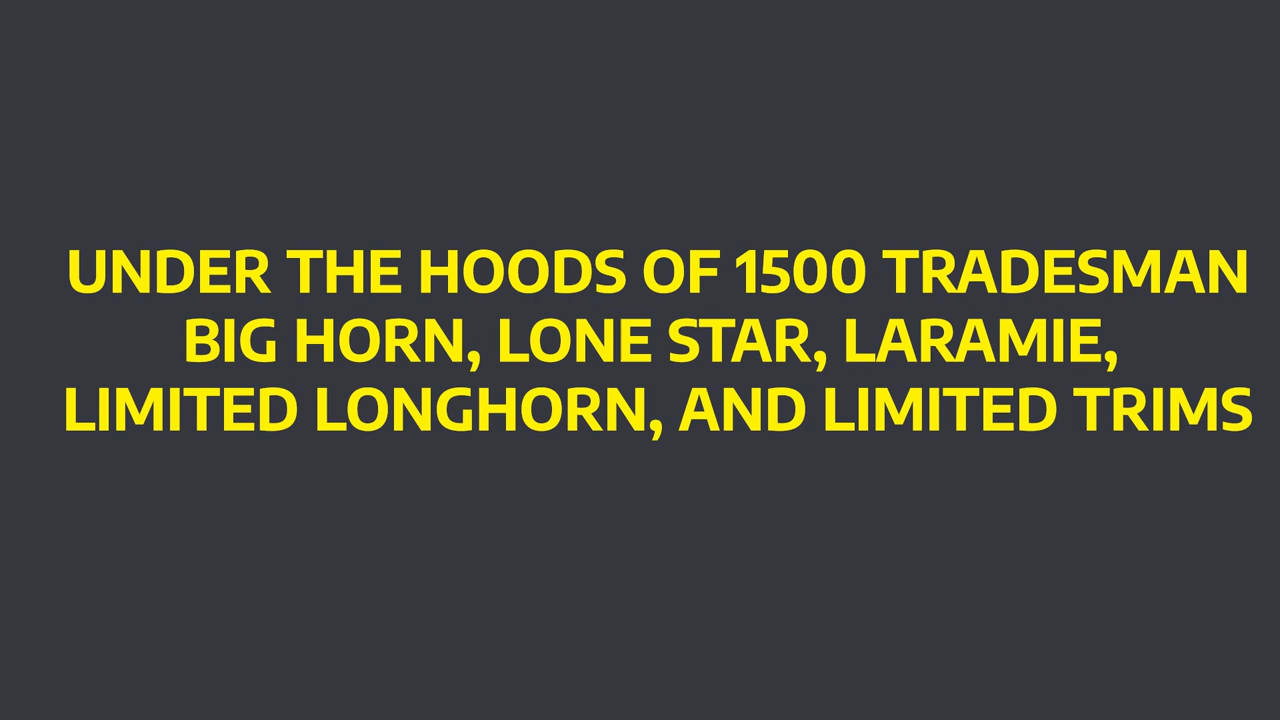 UNDER THE HOODS OF 1500 TRADESMAN
BIG HORN, LONE STAR, LARAMIE,
LIMITED LONGHORN, AND LIMITED TRIMS